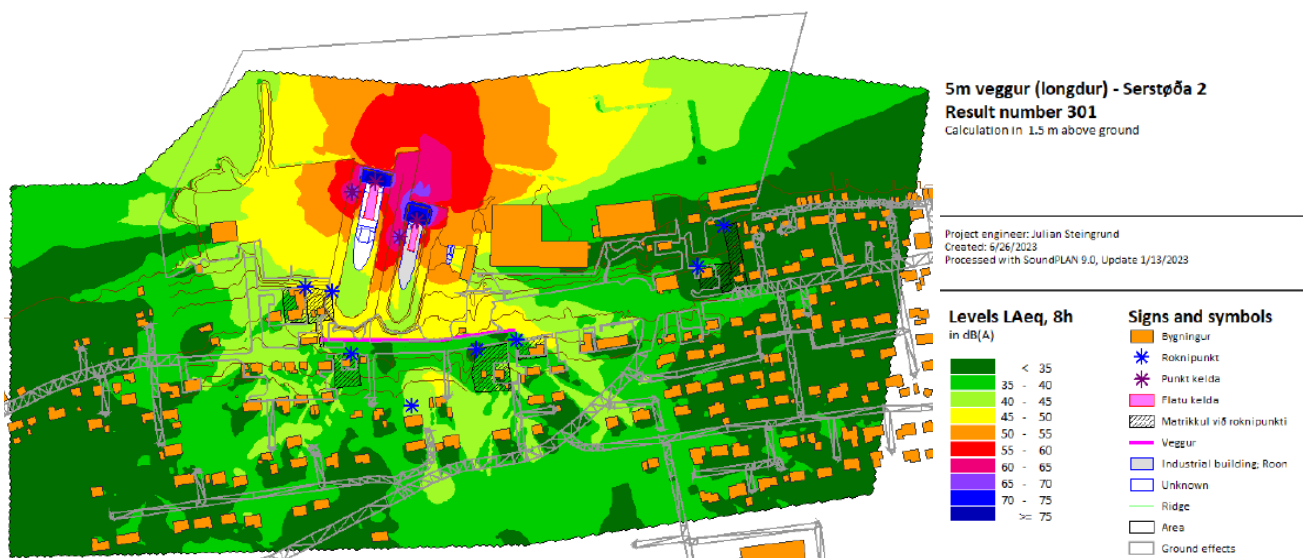 5m veggur (longdur) - Serstøða 2
Result number 301
Calculation in 1.5 m above ground
Project engineer: Julian Steingrund
Created: 6/26/2023
Processed with SoundPLAN 9.0, Update 1/13/2023
Levels LAeq, 8h
in dB(A)
< 35
35 - 40
40 - 45
45 - 50
50 - 55
55 - 60
60 - 65
65 - 70
70 - 75
>= 75
Signs and symbols
Bygningur
Roknipunkt
Punkt kelda
Flatu kelda
Matrikkul við roknipunkti
Veggur
Industrial building; Roon
Unknown
Ridge
Area
Ground effects